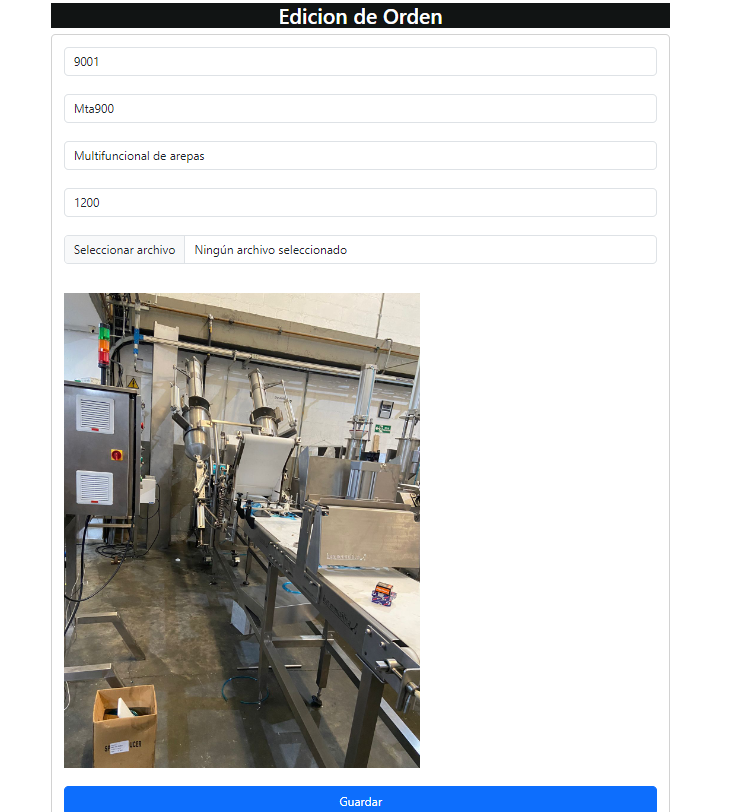 Edicion de Orden
9001
Mta900
Multifuncional de arepas
1200
Seleccionar archivo Ningún archivo seleccionado
Guardar